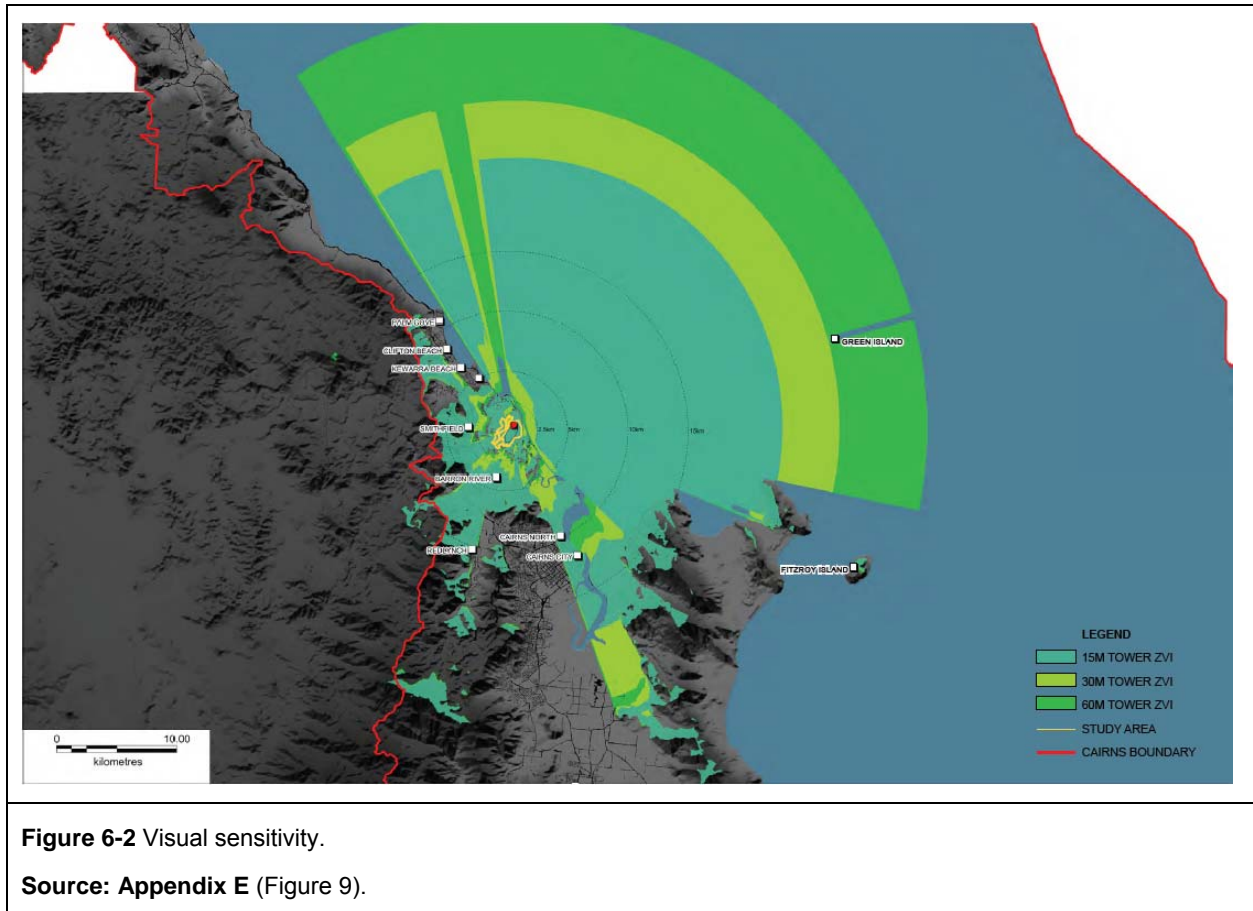 PALM COVE
CLIFTON BEACH
KEWARRA BEACH
GREEN ISLAND
SMITHFIELD
2.5km
5km
10km
15km
BARRON RIVER
CAIRNS NORTH
REDLYNCH
CAIRNS CITY
FITZROY ISLAND
LEGEND
15M TOWER ZVI
30M TOWER ZVI
60M TOWER ZVI
STUDY AREA
CAIRNS BOUNDARY
0 10.00
kilometres
Figure 6-2 Visual sensitivity.
Source: Appendix E (Figure 9).